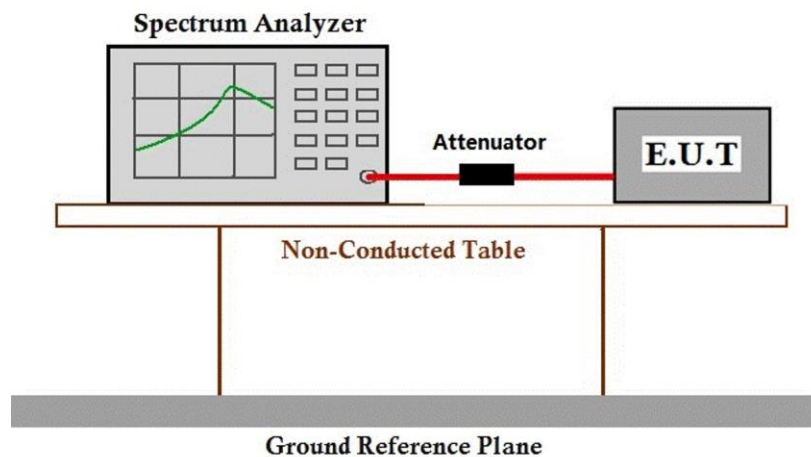 Spectrum Analyzer
Attenuator
E.U.T
Non-Conducted Table
Ground Reference Plane